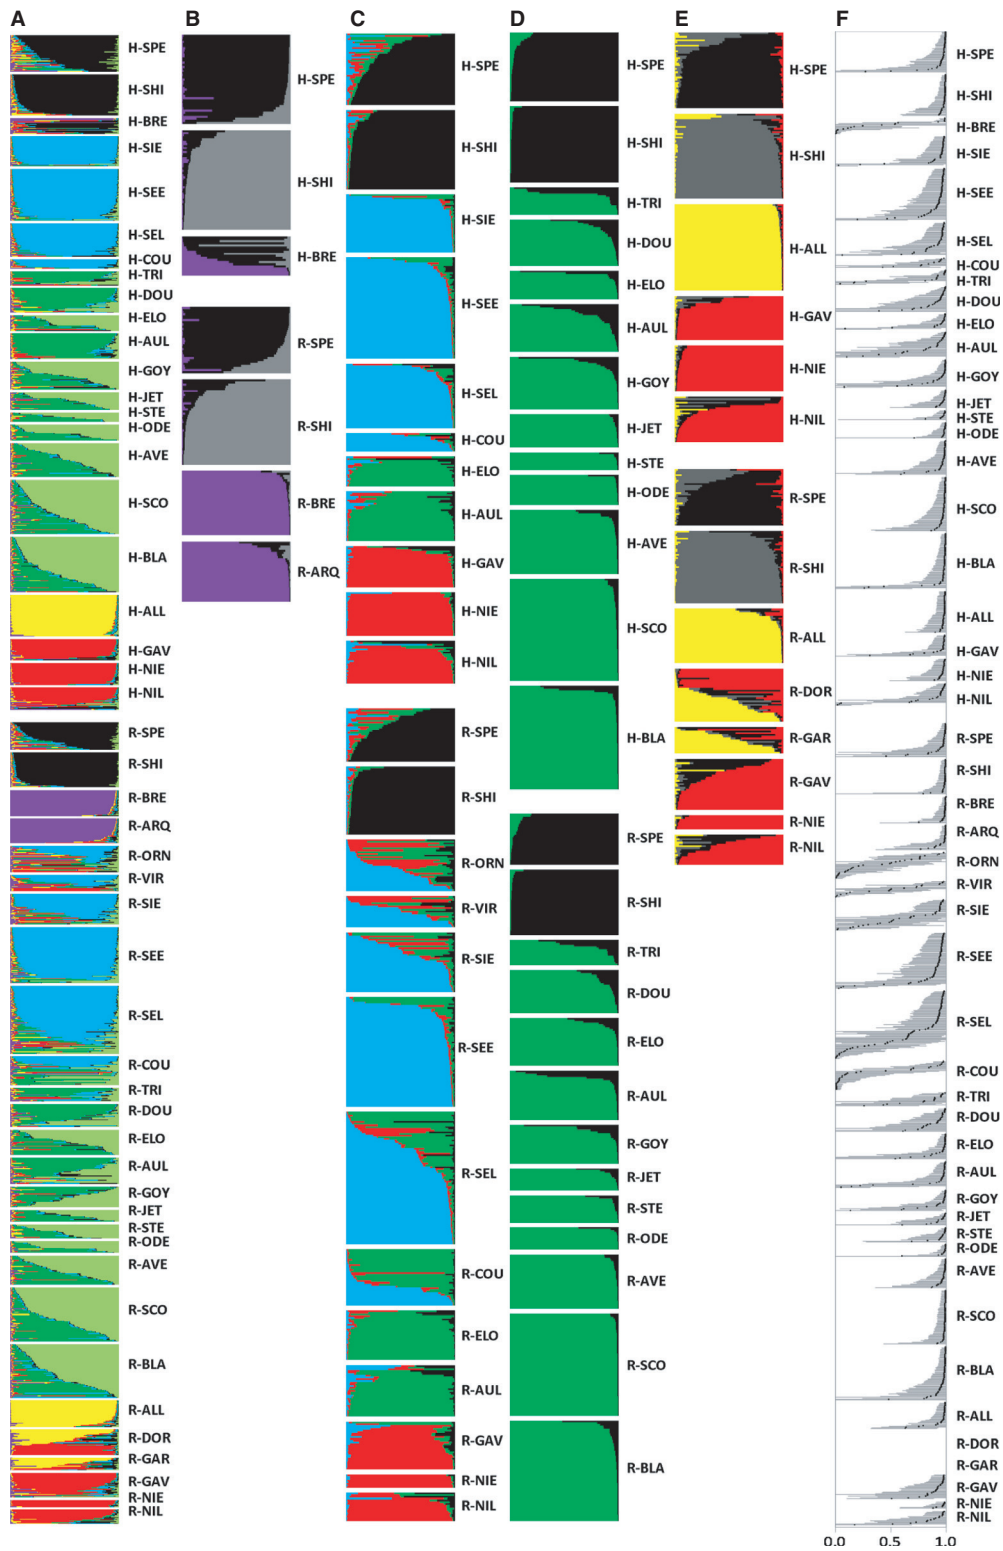 A
H-SPE
H-SHI
H-BRE
H-SIE
H-SEE
H-SEL
H-COU
H-TRI
H-DOU
H-ELO
H-AUL
H-GOY
H-JET
H-STE
H-ODE
H-AVE
H-SCO
H-BLA
H-ALL
H-GAV
H-NIE
H-NIL
R-SPE
R-SHI
R-BRE
R-ARQ
R-ORN
R-VIR
R-SIE
R-SEE
R-SEL
R-COU
R-TRI
R-DOU
R-ELO
R-AUL
R-GOY
R-JET
R-STE
R-ODE
R-AVE
R-SCO
R-BLA
R-ALL
R-DOR
R-GAR
R-GAV
R-NIE
R-NIL
B
H-SPE
H-SHI
H-BRE
R-SPE
R-SHI
R-BRE
R-ARQ
C
H-SPE
H-SHI
H-SIE
H-SEE
H-SEL
H-COU
H-ELO
H-AUL
H-GAV
H-NIE
H-NIL
R-SPE
R-SHI
R-ORN
R-VIR
R-SIE
R-SEE
R-SEL
R-COU
R-ELO
R-AUL
R-GAV
R-NIE
R-NIL
D
H-SPE
H-SHI
H-TRI
H-DOU
H-ELO
H-AUL
H-GOY
H-JET
H-STE
H-ODE
H-AVE
H-SCO
H-BLA
R-SPE
R-SHI
R-TRI
R-DOU
R-ELO
R-AUL
R-GOY
R-JET
R-STE
R-ODE
R-AVE
R-SCO
R-BLA
E
H-SPE
H-SHI
H-ALL
H-GAV
H-NIE
H-NIL
R-SPE
R-SHI
R-ALL
R-DOR
R-GAR
R-GAV
R-NIE
R-NIL
F
H-SPE
H-SHI
H-BRE
H-SIE
H-SEE
H-SEL
H-COU
H-TRI
H-DOU
H-ELO
H-AUL
H-GOY
H-JET
H-STE
H-ODE
H-AVE
H-SCO
H-BLA
H-ALL
H-GAV
H-NIE
H-NIL
R-SPE
R-SHI
R-BRE
R-ARQ
R-ORN
R-VIR
R-SIE
R-SEE
R-SEL
R-COU
R-TRI
R-DOU
R-ELO
R-AUL
R-GOY
R-JET
R-STE
R-ODE
R-AVE
R-SCO
R-BLA
R-ALL
R-DOR
R-GAR
R-GAV
R-NIE
R-NIL
0.0 1.0